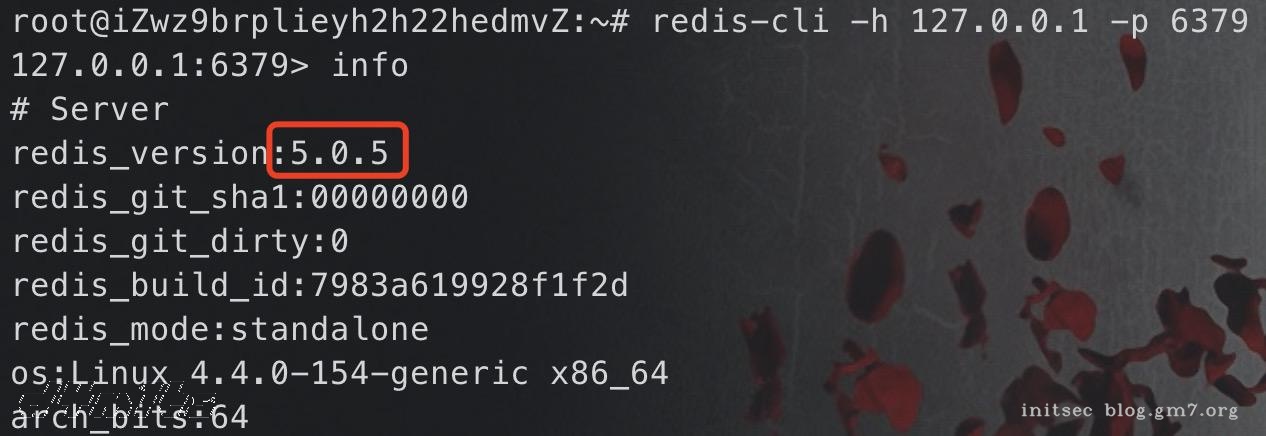 root@iZwz9brplieyh2h22hedmvZ:~# redis-cli -h 127.0.0.1 -p 6379
127.0.0.1:6379> info
# Server
redis_version:5.0.5
redis_git_sha1:00000000
redis_git_dirty:0
redis_build_id:7983a619928f1f2d
redis_mode:standalone
os:Linux 4.4.0-154-generic x86_64
arch_bits:64
initsec blog.gm7.org